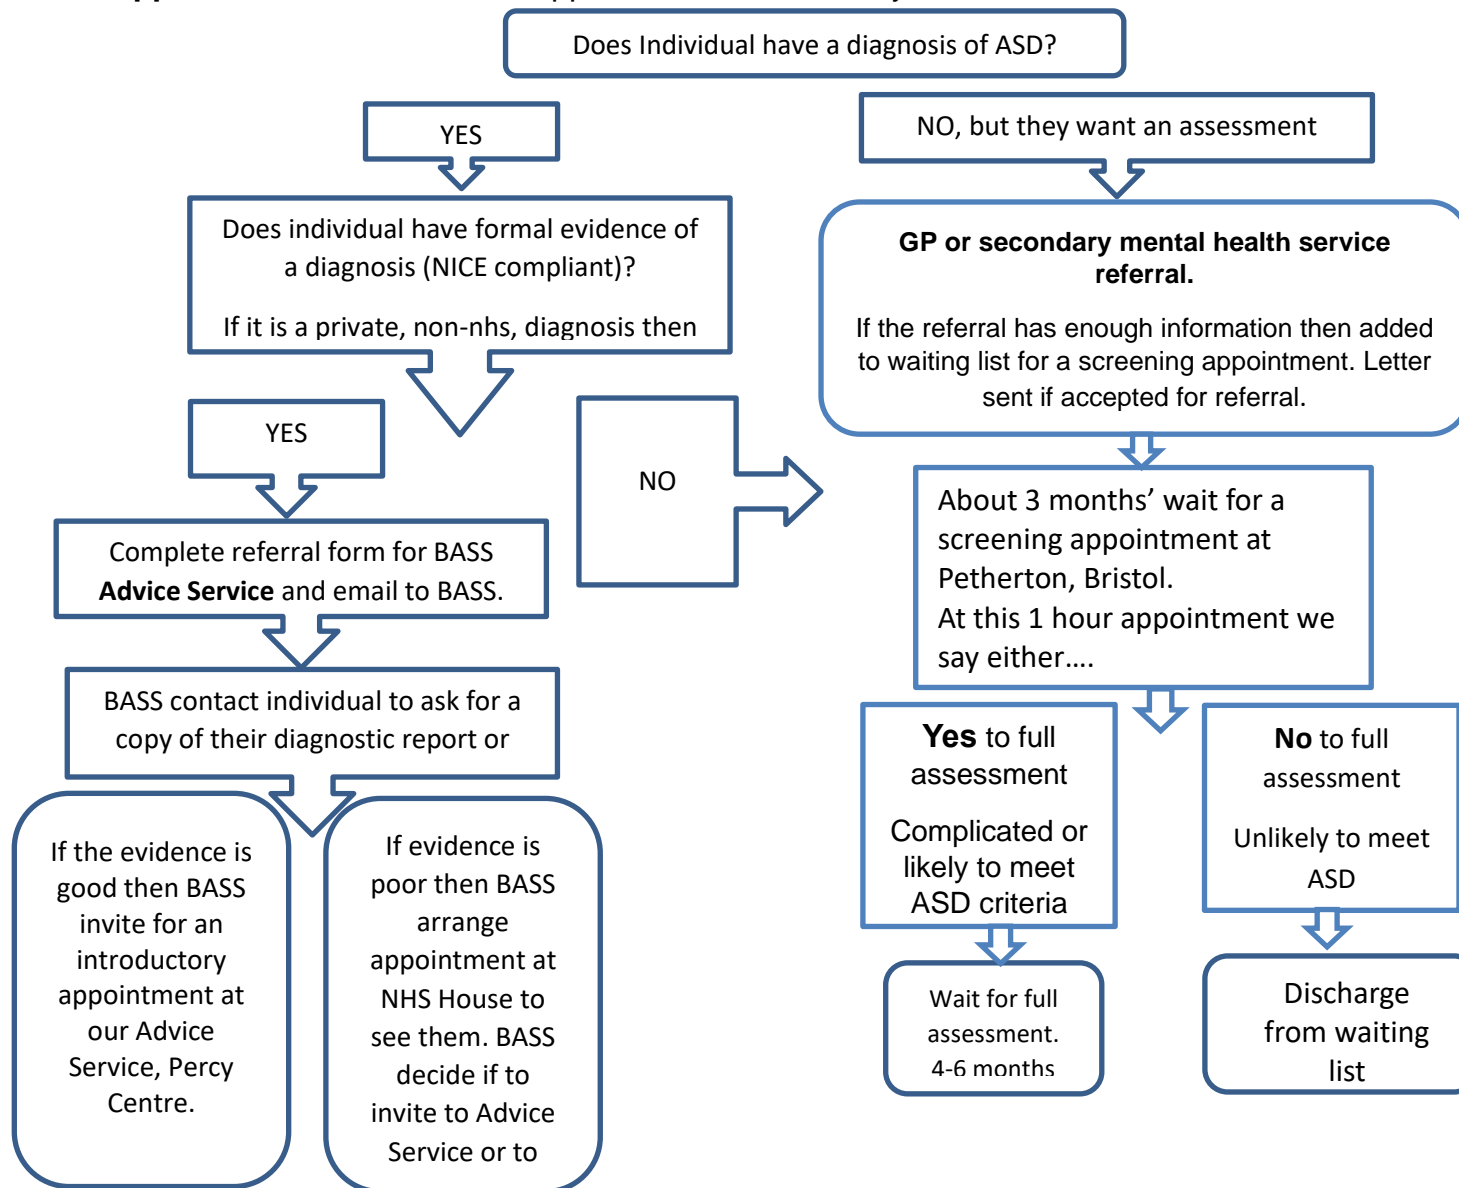 Does Individual have a diagnosis of ASD?
YES
NO, but they want an assessment
Does individual have formal evidence of
a diagnosis (NICE compliant)?
If it is a private, non-nhs, diagnosis then
GP or secondary mental health service
referral.
If the referral has enough information then added
to waiting list for a screening appointment. Letter
sent if accepted for referral.
YES
NO
Complete referral form for BASS
Advice Service and email to BASS.
About 3 months’ wait for a
screening appointment at
Petherton, Bristol.
At this 1 hour appointment we
say either….
BASS contact individual to ask for a
copy of their diagnostic report or
If the evidence is
good then BASS
invite for an
introductory
appointment at
our Advice
Service, Percy
Centre.
If evidence is
poor then BASS
arrange
appointment at
NHS House to
see them. BASS
decide if to
invite to Advice
Service or to
Yes to full
assessment
Complicated or
likely to meet
ASD criteria
No to full
assessment
Unlikely to meet
ASD
Wait for full
assessment.
4-6 months
Discharge
from waiting
list